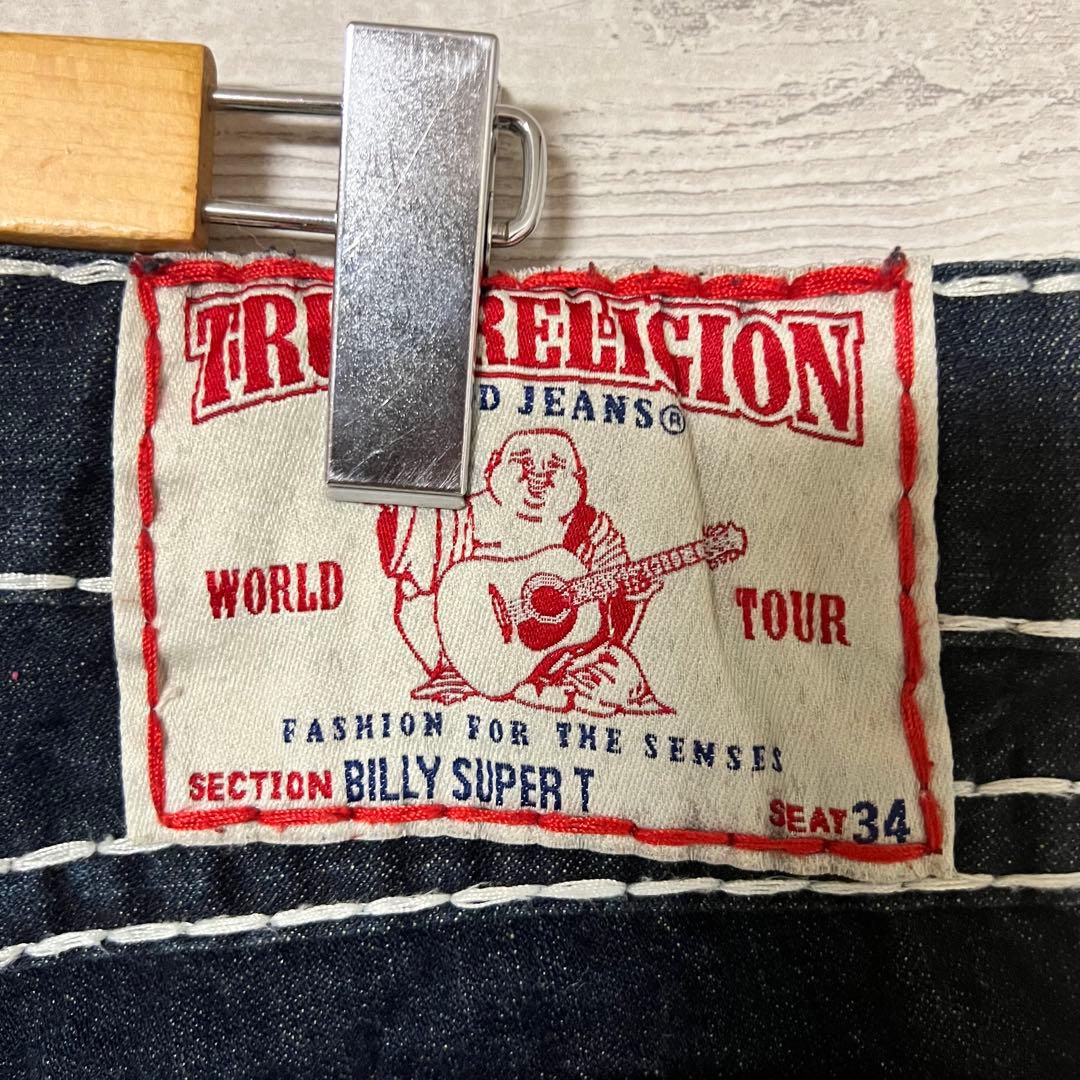 TRU RELIGION
D JEANS®
WORLD TOUR
FASHION FOR THE SENSES
SECTION BILLY SUPER T
SEAT 34